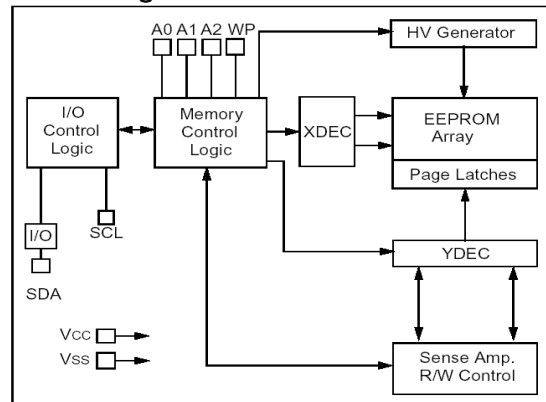 A0 A1 A2 WP
HV Generator
I/O
Control
Logic
Memory
Control
Logic
XDEC
EEPROM
Array
Page Latches
I/O
SCL
SDA
YDEC
Vcc
Vss
Sense Amp.
R/W Control